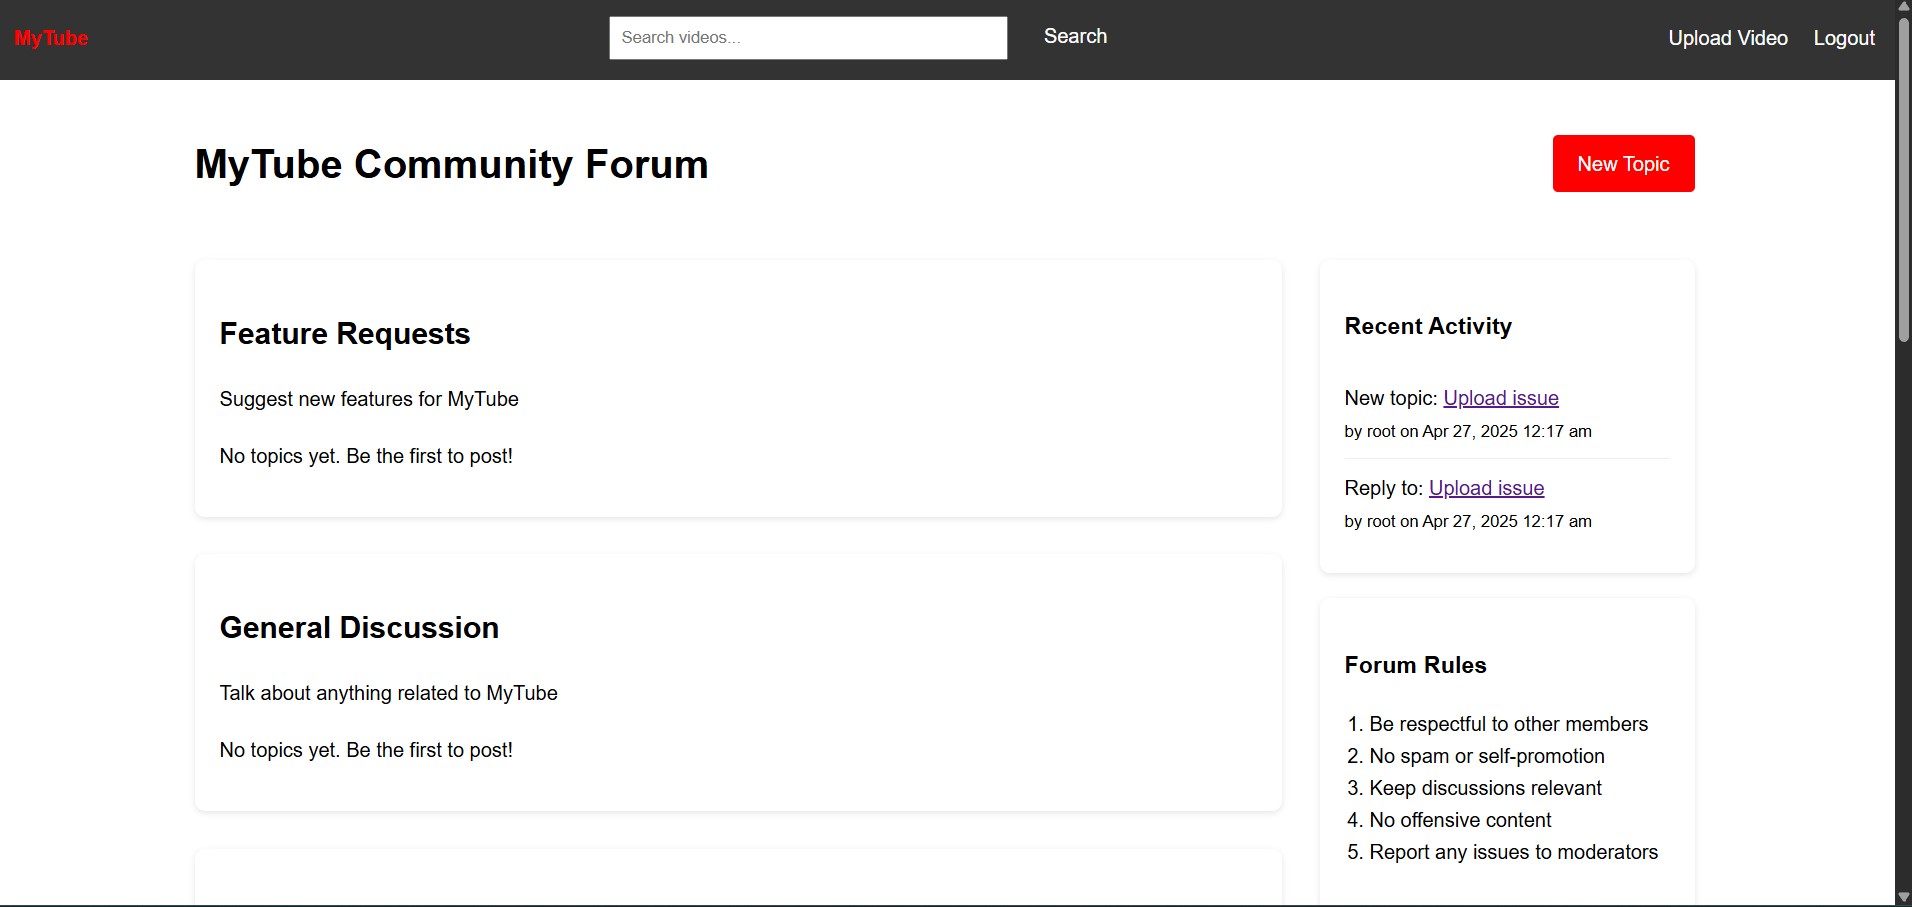 MyTube
Search videos...
Search
Upload Video
Logout
MyTube Community Forum
New Topic
Feature Requests
Suggest new features for MyTube
No topics yet. Be the first to post!
General Discussion
Talk about anything related to MyTube
No topics yet. Be the first to post!
Recent Activity
New topic: Upload issue
by root on Apr 27, 2025 12:17 am
Reply to: Upload issue
by root on Apr 27, 2025 12:17 am
Forum Rules
1. Be respectful to other members
2. No spam or self-promotion
3. Keep discussions relevant
4. No offensive content
5. Report any issues to moderators